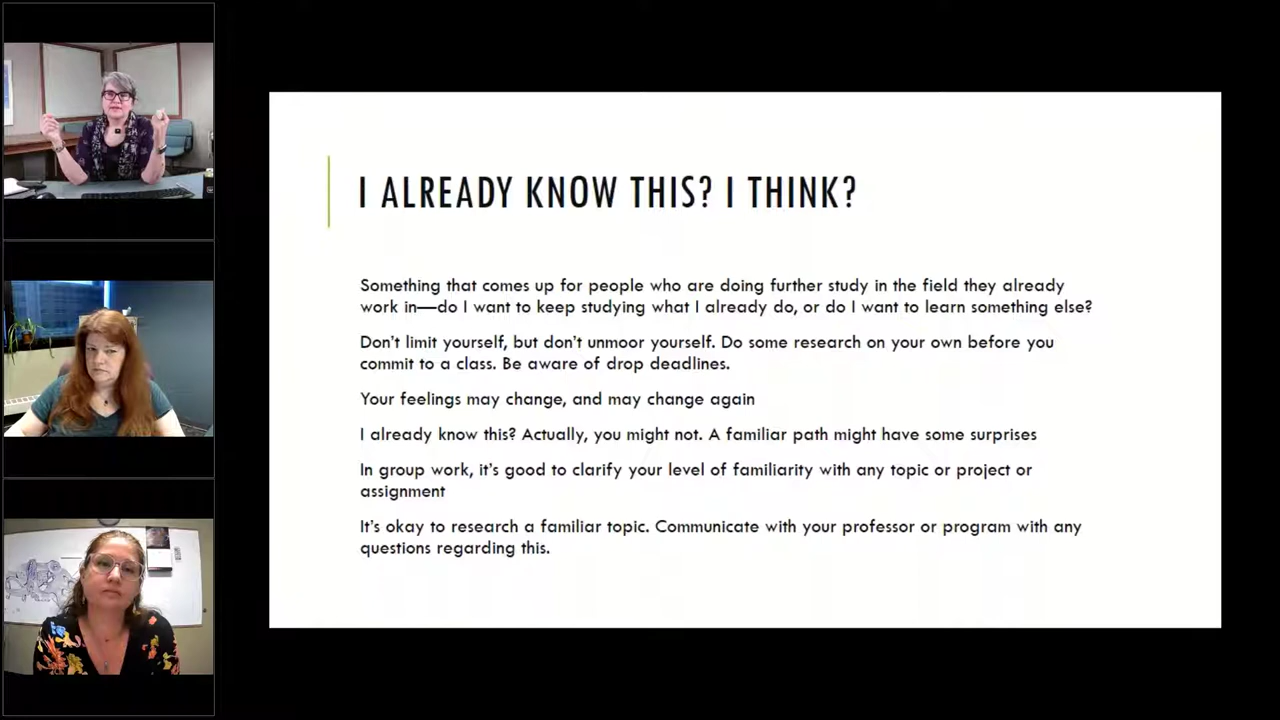 I ALREADY KNOW THIS? I THINK?
Something that comes up for people who are doing further study in the field they already
work in—do I want to keep studying what I already do, or do I want to learn something else?
Don't limit yourself, but don't unmoor yourself. Do some research on your own before you
commit to a class. Be aware of drop deadlines.
Your feelings may change, and may change again
I already know this? Actually, you might not. A familiar path might have some surprises
In group work, it's good to clarify your level of familiarity with any topic or project or
assignment
It's okay to research a familiar topic. Communicate with your professor or program with any
questions regarding this.